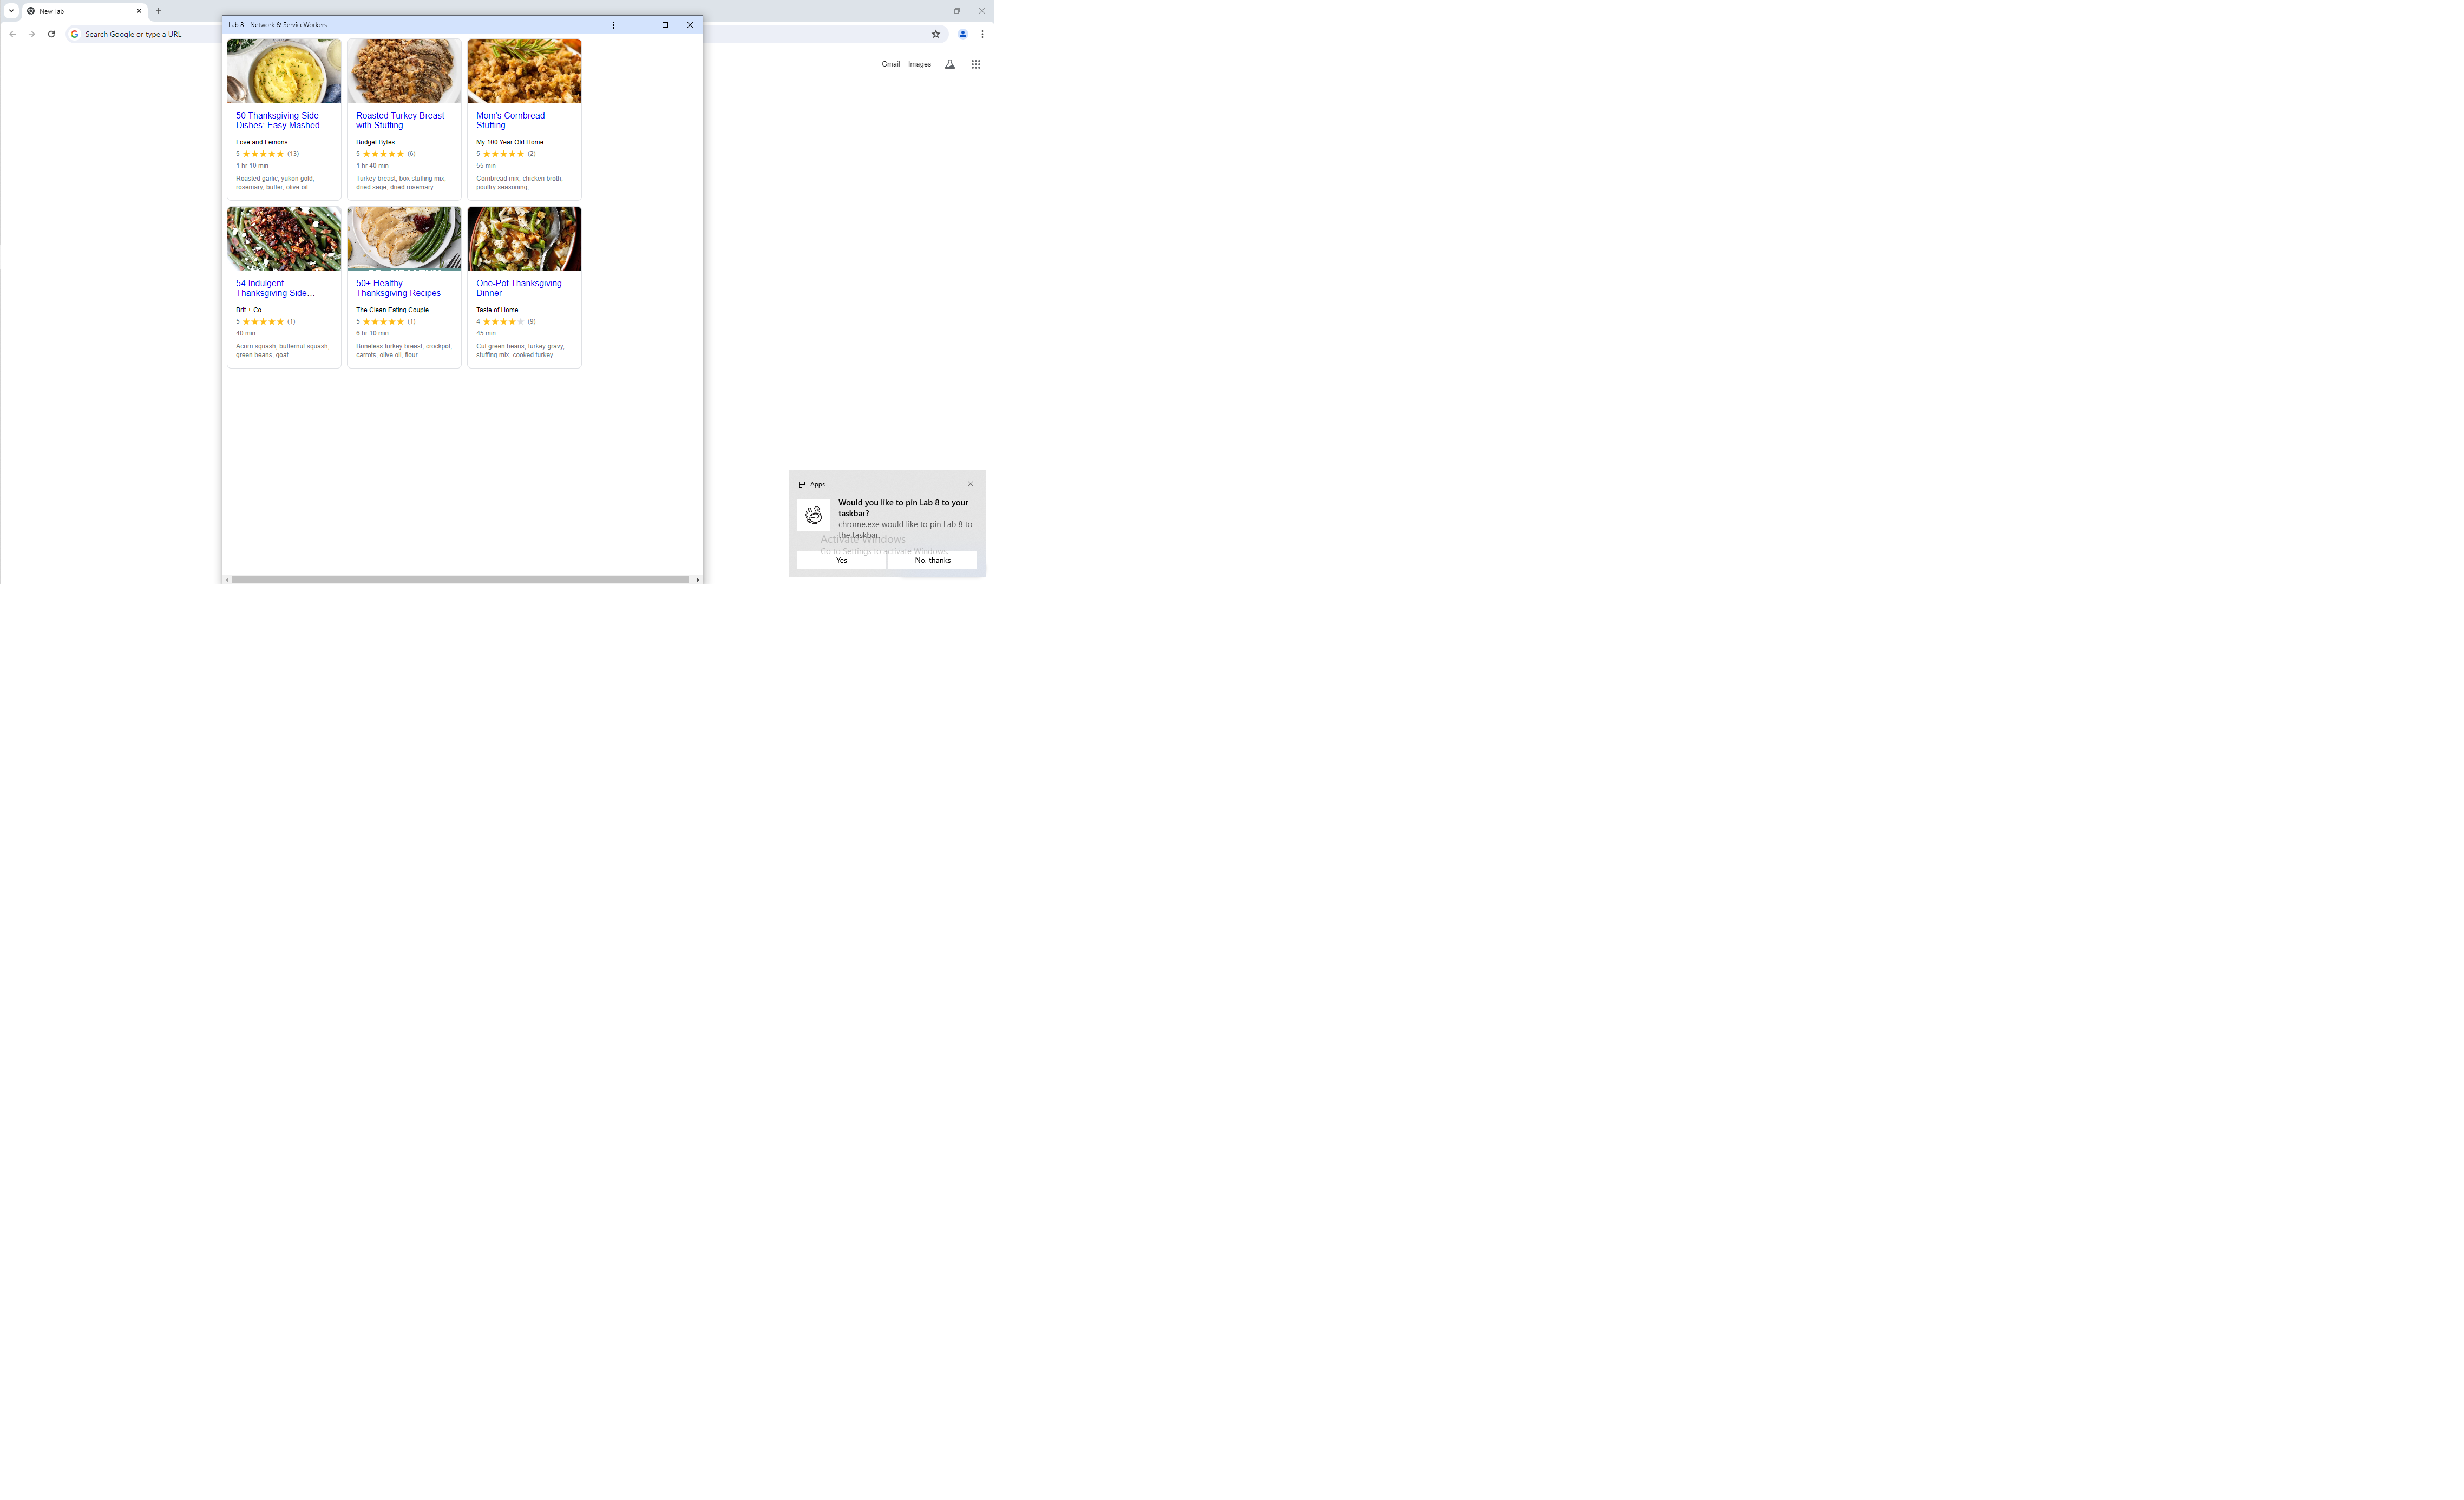 New Tab
Search Google or type a URL
Gmail Images
Lab 8 - Network & ServiceWorkers
50 Thanksgiving Side
Dishes: Easy Mashed…
Love and Lemons
5 (13)
1 hr 10 min
Roasted garlic, yukon gold,
rosemary, butter, olive oil
Roasted Turkey Breast
with Stuffing
Budget Bytes
5 (6)
1 hr 40 min
Turkey breast, box stuffing mix,
dried sage, dried rosemary
Mom's Cornbread
Stuffing
My 100 Year Old Home
5 (2)
55 min
Cornbread mix, chicken broth,
poultry seasoning,
54 Indulgent
Thanksgiving Side…
Brit + Co
5 (1)
40 min
Acorn squash, butternut squash,
green beans, goat
50+ Healthy
Thanksgiving Recipes
The Clean Eating Couple
5 (1)
6 hr 10 min
Boneless turkey breast, crockpot,
carrots, olive oil, flour
One-Pot Thanksgiving
Dinner
Taste of Home
4 (9)
45 min
Cut green beans, turkey gravy,
stuffing mix, cooked turkey
Apps
Would you like to pin Lab 8 to your
taskbar?
chrome.exe would like to pin Lab 8 to
the taskbar.
Activate Windows
Go to Settings to activate Windows.
Yes
No, thanks